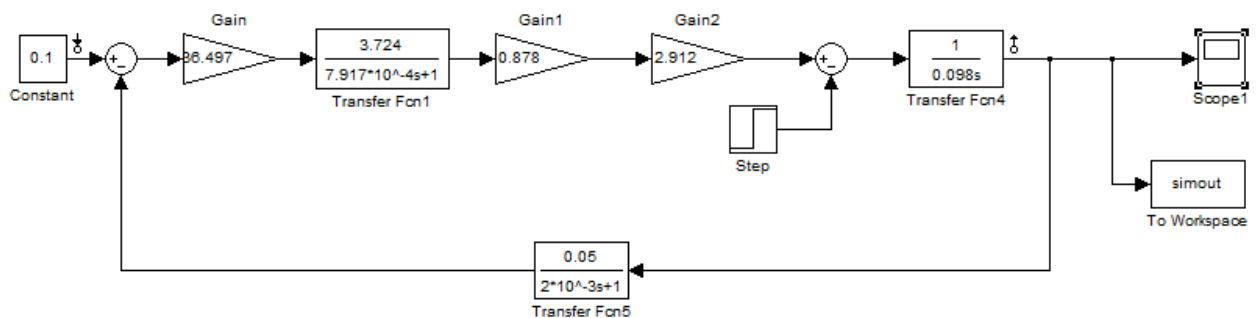 Gain
Gain1
Gain2
0.1
Constant
36.497
3.724
7.917*10^-4s+1
Transfer Fcn1
0.878
2.912
1
0.098s
Transfer Fcn4
Scope1
Step
simout
To Workspace
0.05
2*10^-3s+1
Transfer Fcn5